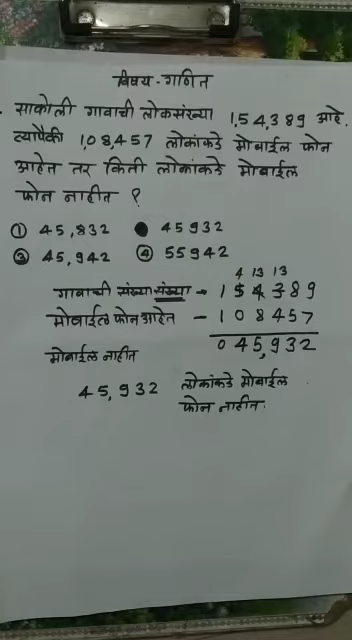 विषय - गणित
साकोली गावाची लोकसंख्या 1,54,389 आहे.
त्यापैकी 1,08,457 लोकांकडे मोबाईल फोन
आहेत तर किती लोकांकडे मोबाईल
फोन नाहीत ?
① 45,832 ● 45932
③ 45,942 ④ 55942
4 13 13
गावाची संख्या संख्या → 154389
मोबाईल फोन आहेत - 108457
045,932
मोबाईल नाहीत
45,932 लोकांकडे मोबाईल
फोन नाहीत.